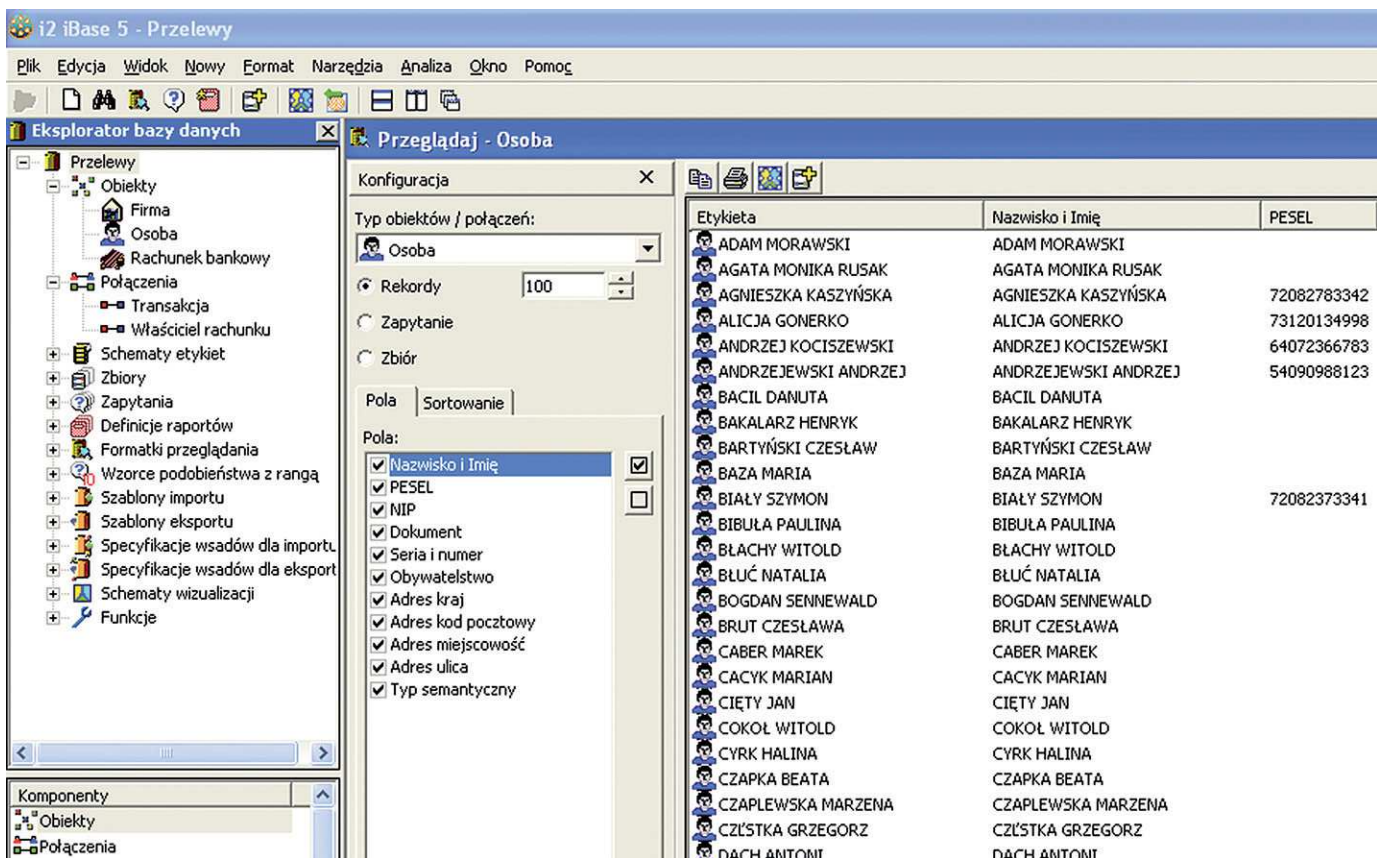 i2 iBase 5 - Przelewy
Plik Edycja Widok Nowy Format Narzędzia Analiza Okno Pomoc
Eksplorator bazy danych
Przelewy
Obiekty
Firma
Osoba
Rachunek bankowy
Połączenia
Transakcja
Właściciel rachunku
Schematy etykiet
Zbiory
Zapytania
Definicje raportów
Formatki przeglądania
Wzorce podobieństwa z rangą
Szablony importu
Szablony eksportu
Specyfikacje wsadów dla importu
Specyfikacje wsadów dla eksport
Schematy wizualizacji
Funkcje
Komponenty
Obiekty
Połączenia
Przeglądaj - Osoba
Konfiguracja
Typ obiektów / połączeń:
Osoba
Rekordy 100
Zapytanie
Zbiór
Pola Sortowanie
Pola:
Nazwisko i Imię
PESEL
NIP
Dokument
Seria i numer
Obywatelstwo
Adres kraj
Adres kod pocztowy
Adres miejscowość
Adres ulica
Typ semantyczny
Etykieta Nazwisko i Imię PESEL
ADAM MORAWSKI ADAM MORAWSKI
AGATA MONIKA RUSAK AGATA MONIKA RUSAK
AGNIESZKA KASZYŃSKA AGNIESZKA KASZYŃSKA 72082783342
ALICJA GONERKO ALICJA GONERKO 73120134998
ANDRZEJ KOCISZEWSKI ANDRZEJ KOCISZEWSKI 64072366783
ANDRZEJEWSKI ANDRZEJ ANDRZEJEWSKI ANDRZEJ 54090988123
BACIL DANUTA BACIL DANUTA
BAKALARZ HENRYK BAKALARZ HENRYK
BARTYŃSKI CZESŁAW BARTYŃSKI CZESŁAW
BAZA MARIA BAZA MARIA
BIAŁY SZYMON BIAŁY SZYMON 72082373341
BIBUŁA PAULINA BIBUŁA PAULINA
BŁACHY WITOLD BŁACHY WITOLD
BŁUĆ NATALIA BŁUĆ NATALIA
BOGDAN SENNEWALD BOGDAN SENNEWALD
BRUT CZESŁAWA BRUT CZESŁAWA
CABER MAREK CABER MAREK
CACYK MARIAN CACYK MARIAN
CIĘTY JAN CIĘTY JAN
COKOŁ WITOLD COKOŁ WITOLD
CYRK HALINA CYRK HALINA
CZAPKA BEATA CZAPKA BEATA
CZAPLEWSKA MARZENA CZAPLEWSKA MARZENA
CZĽSTKA GRZEGORZ CZĽSTKA GRZEGORZ
DACH ANTONI DACH ANTONI